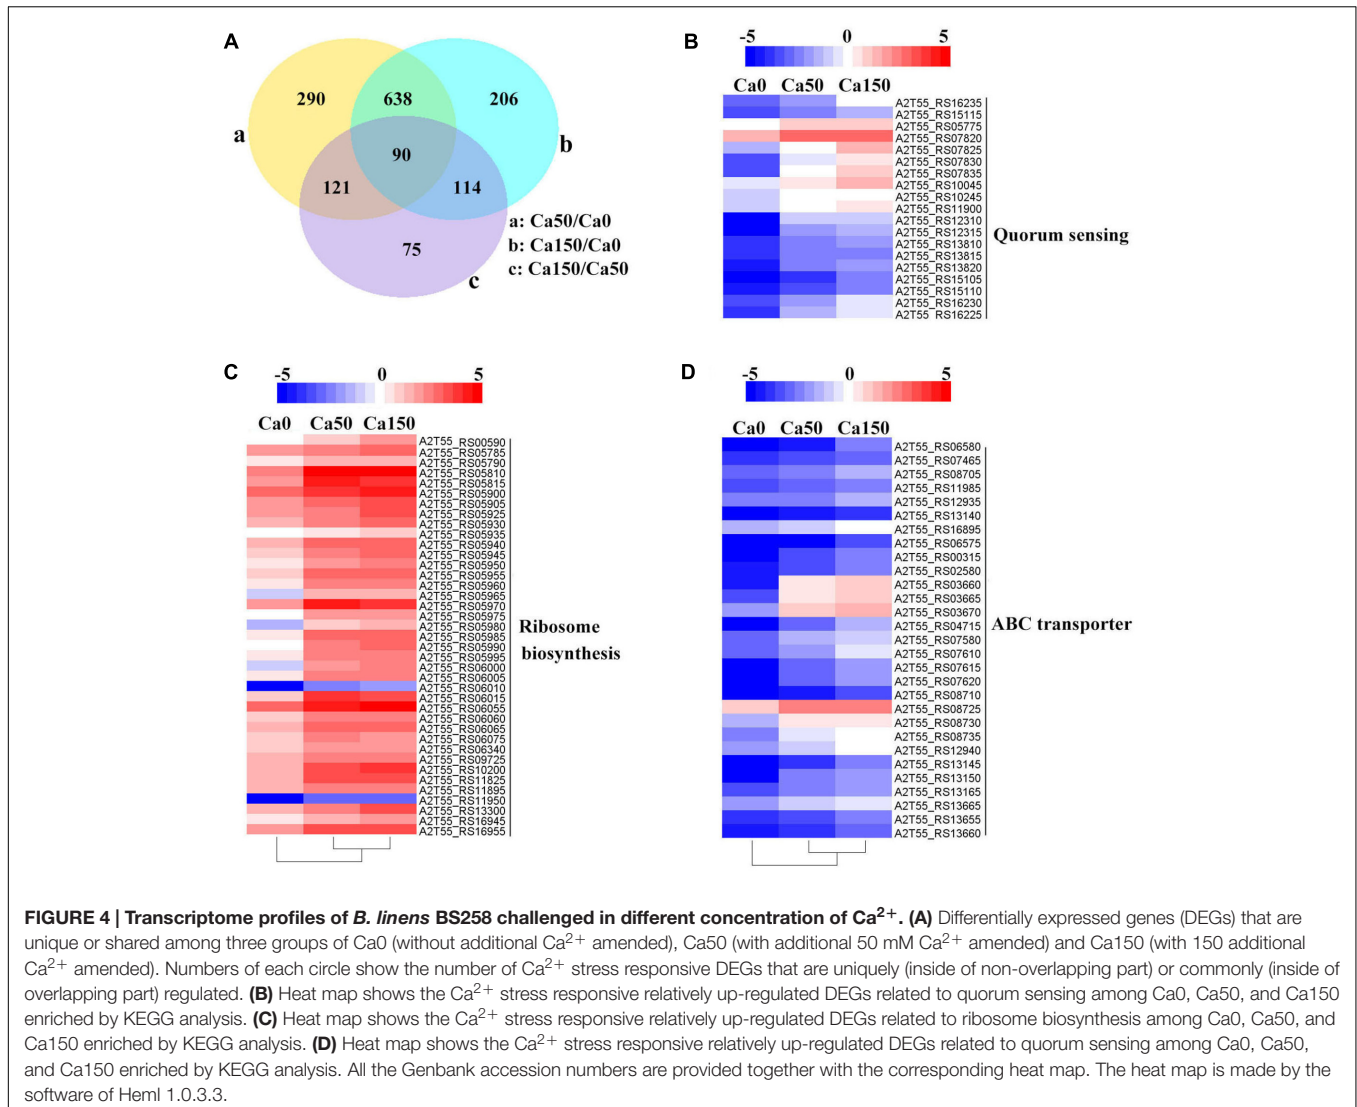 A
290
638
206
a
90
b
121
114
a: Ca50/Ca0
b: Ca150/Ca0
75
c: Ca150/Ca50
c
B
-5 0 5
Ca0 Ca50 Ca150
A2T55_RS16235
A2T55_RS15115
A2T55_RS05775
A2T55_RS07820
A2T55_RS07825
A2T55_RS07830
A2T55_RS07835
A2T55_RS10045
A2T55_RS10245
A2T55_RS11900
A2T55_RS12310
A2T55_RS12315
A2T55_RS13810
A2T55_RS13815
A2T55_RS13820
A2T55_RS15105
A2T55_RS15110
A2T55_RS16230
A2T55_RS16225
Quorum sensing
C
-5 0 5
Ca0 Ca50 Ca150
A2T55_RS00590
A2T55_RS05785
A2T55_RS05790
A2T55_RS05810
A2T55_RS05815
A2T55_RS05900
A2T55_RS05905
A2T55_RS05925
A2T55_RS05930
A2T55_RS05935
A2T55_RS05940
A2T55_RS05945
A2T55_RS05950
A2T55_RS05955
A2T55_RS05960
A2T55_RS05965
A2T55_RS05970
A2T55_RS05975
A2T55_RS05980
A2T55_RS05985
A2T55_RS05990
A2T55_RS05995
A2T55_RS06000
A2T55_RS06005
A2T55_RS06010
A2T55_RS06015
A2T55_RS06055
A2T55_RS06060
A2T55_RS06065
A2T55_RS06075
A2T55_RS06340
A2T55_RS09725
A2T55_RS10200
A2T55_RS11825
A2T55_RS11895
A2T55_RS11950
A2T55_RS13300
A2T55_RS16945
A2T55_RS16955
Ribosome
biosynthesis
D
-5 0 5
Ca0 Ca50 Ca150
A2T55_RS06580
A2T55_RS07465
A2T55_RS08705
A2T55_RS11985
A2T55_RS12935
A2T55_RS13140
A2T55_RS16895
A2T55_RS06575
A2T55_RS00315
A2T55_RS02580
A2T55_RS03660
A2T55_RS03665
A2T55_RS03670
A2T55_RS04715
A2T55_RS07580
A2T55_RS07610
A2T55_RS07615
A2T55_RS07620
A2T55_RS08710
A2T55_RS08725
A2T55_RS08730
A2T55_RS08735
A2T55_RS12940
A2T55_RS13145
A2T55_RS13150
A2T55_RS13165
A2T55_RS13665
A2T55_RS13655
A2T55_RS13660
ABC transporter
FIGURE 4 | Transcriptome profiles of B. linens BS258 challenged in different concentration of Ca²⁺. (A) Differentially expressed genes (DEGs) that are
unique or shared among three groups of Ca0 (without additional Ca²⁺ amended), Ca50 (with additional 50 mM Ca²⁺ amended) and Ca150 (with 150 additional
Ca²⁺ amended). Numbers of each circle show the number of Ca²⁺ stress responsive DEGs that are uniquely (inside of non-overlapping part) or commonly (inside of
overlapping part) regulated. (B) Heat map shows the Ca²⁺ stress responsive relatively up-regulated DEGs related to quorum sensing among Ca0, Ca50, and Ca150
enriched by KEGG analysis. (C) Heat map shows the Ca²⁺ stress responsive relatively up-regulated DEGs related to ribosome biosynthesis among Ca0, Ca50, and
Ca150 enriched by KEGG analysis. (D) Heat map shows the Ca²⁺ stress responsive relatively up-regulated DEGs related to quorum sensing among Ca0, Ca50,
and Ca150 enriched by KEGG analysis. All the Genbank accession numbers are provided together with the corresponding heat map. The heat map is made by the
software of HemI 1.0.3.3.